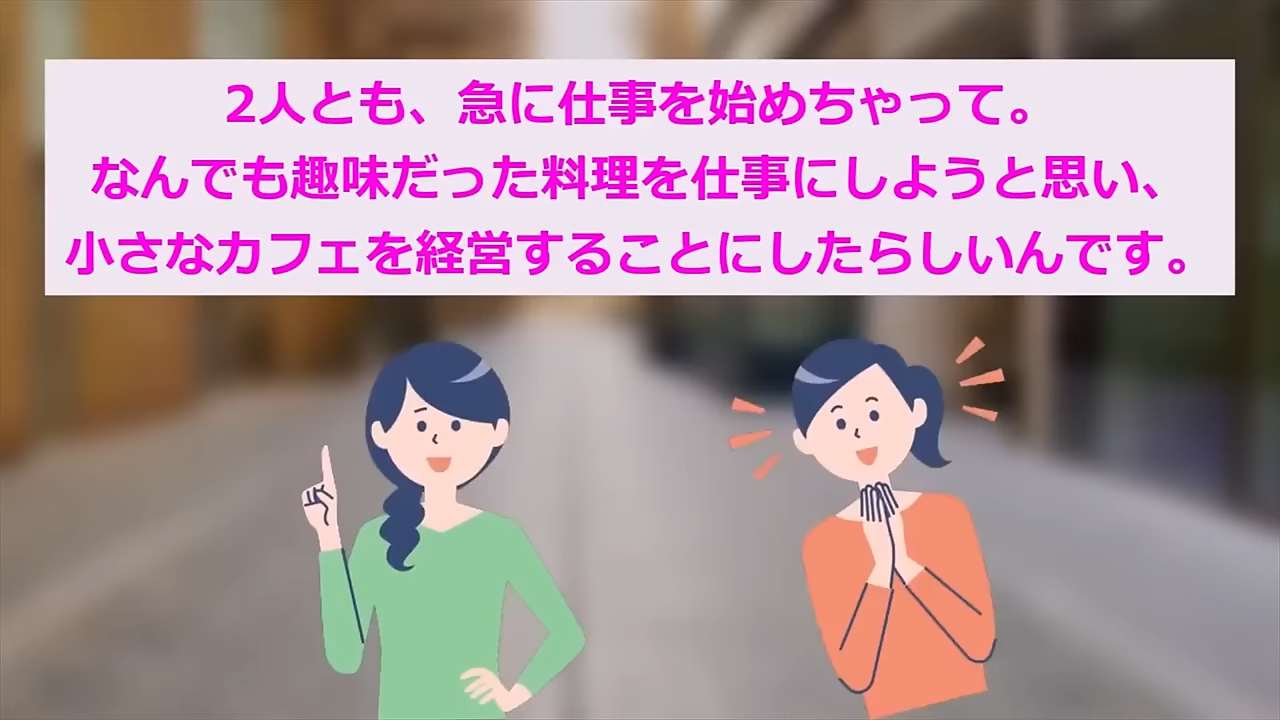 2人とも、急に仕事を始めちゃって。
なんでも趣味だった料理を仕事にしようと思い、
小さなカフェを経営することにしたらしいんです。